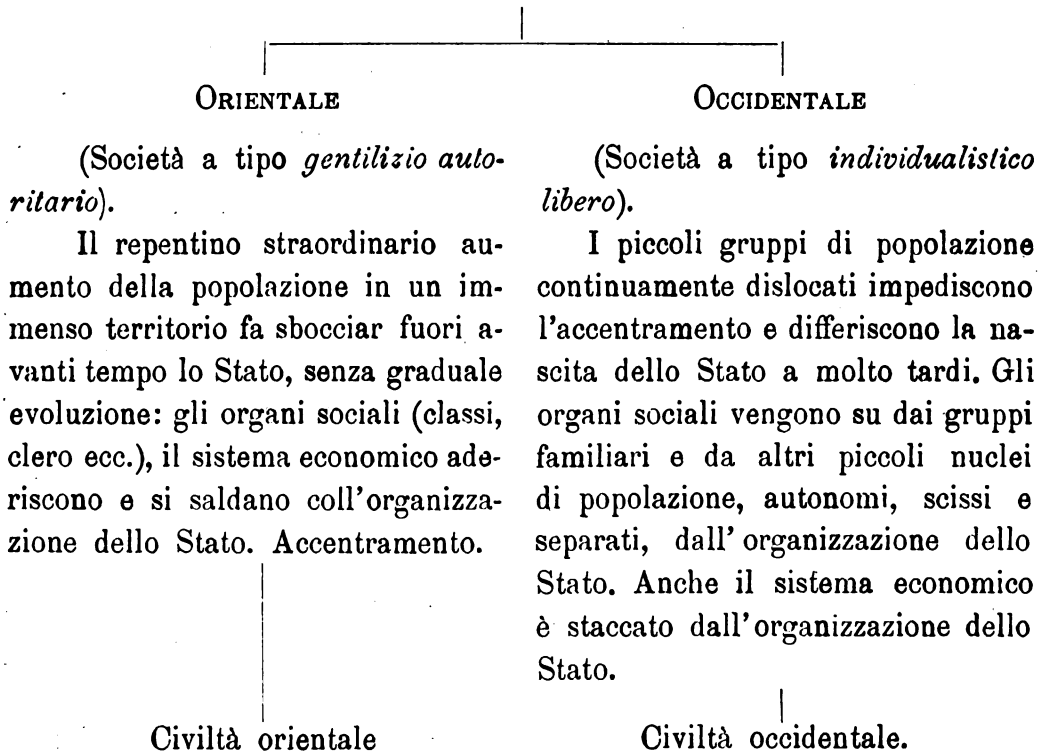 ORIENTALE
(Società a tipo gentilizio auto-
ritario).
Il repentino straordinario au-
mento della popolazione in un im-
menso territorio fa sbocciar fuori a-
vanti tempo lo Stato, senza graduale
evoluzione: gli organi sociali (classi,
clero ecc.), il sistema economico ade-
riscono e si saldano coll'organizza-
zione dello Stato. Accentramento.
Civiltà orientale
OCCIDENTALE
(Società a tipo individualistico
libero).
I piccoli gruppi di popolazione
continuamente dislocati impediscono
l'accentramento e differiscono la na-
scita dello Stato a molto tardi. Gli
organi sociali vengono su dai gruppi
familiari e da altri piccoli nuclei
di popolazione, autonomi, scissi e
separati, dall'organizzazione dello
Stato. Anche il sistema economico
è staccato dall'organizzazione dello
Stato.
Civiltà occidentale.